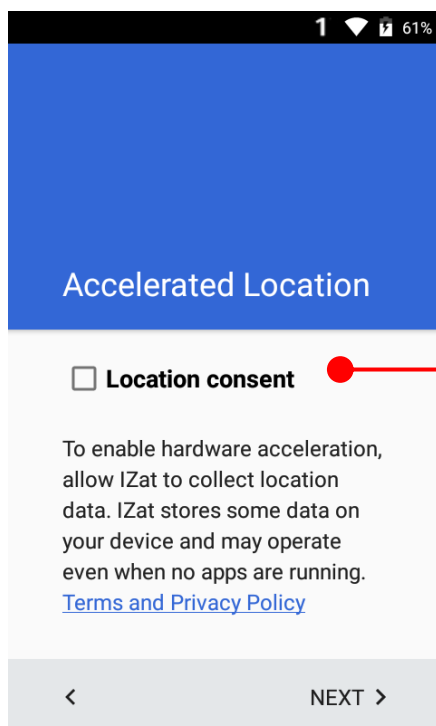 1 61%
Accelerated Location
Location consent
To enable hardware acceleration,
allow IZat to collect location
data. IZat stores some data on
your device and may operate
even when no apps are running.
Terms and Privacy Policy
NEXT